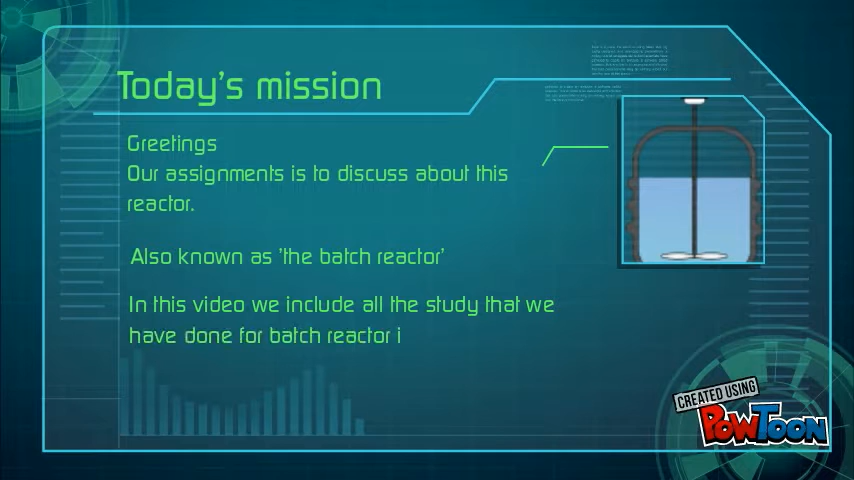 Today's mission
Greetings
Our assignments is to discuss about this
reactor.
Also known as 'the batch reactor'
In this video we include all the study that we
have done for batch reactor i
CREATED USING
POWTOON